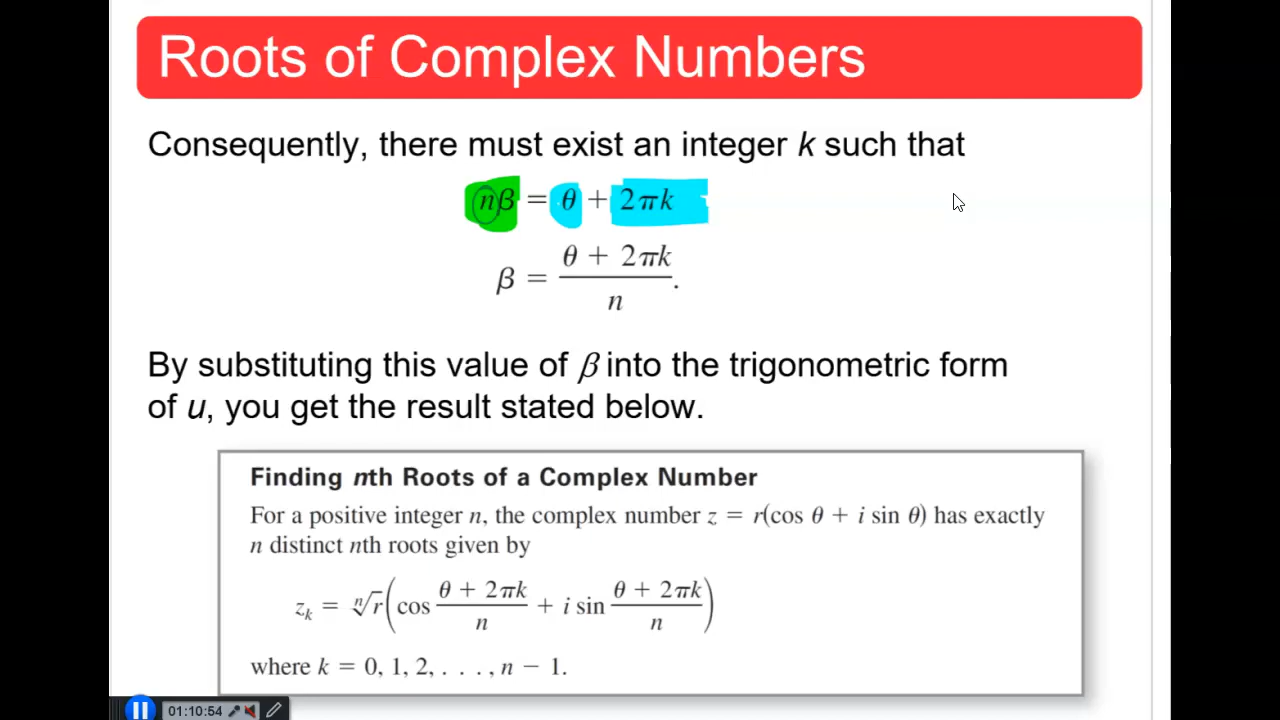 Roots of Complex Numbers
Consequently, there must exist an integer k such that
nβ = θ + 2πk
β = (θ + 2πk)/n.
By substituting this value of β into the trigonometric form
of u, you get the result stated below.
Finding nth Roots of a Complex Number
For a positive integer n, the complex number z = r(cos θ + i sin θ) has exactly
n distinct nth roots given by
zₖ = ⁿ√r(cos (θ + 2πk)/n + i sin (θ + 2πk)/n)
where k = 0, 1, 2, . . . , n − 1.
01:10:54